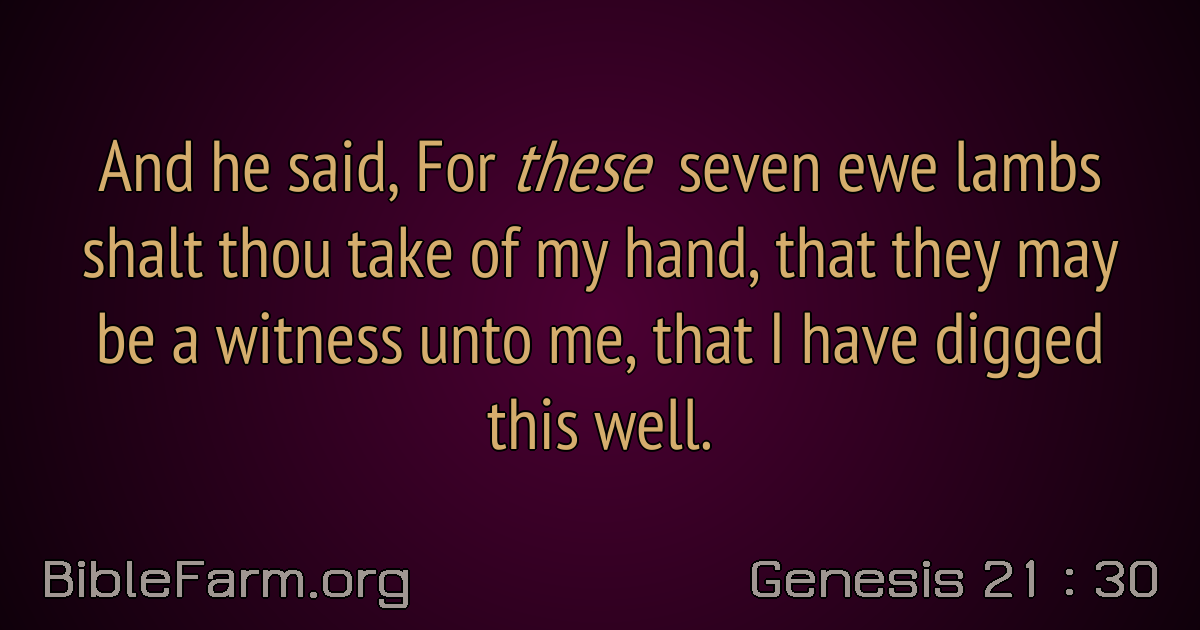 And he said, For these seven ewe lambs
shalt thou take of my hand, that they may
be a witness unto me, that I have digged
this well.
BibleFarm.org
Genesis 21 : 30